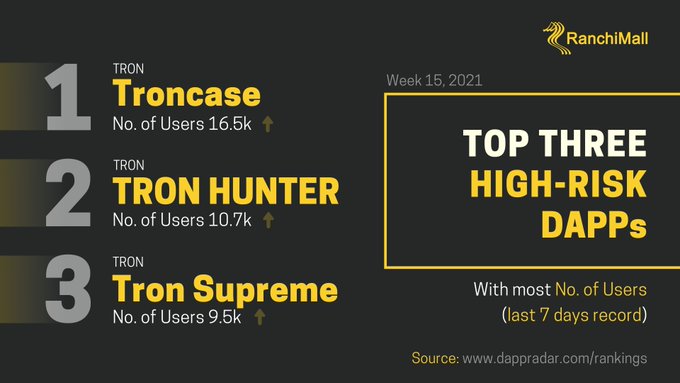 RanchiMall
Week 15, 2021
TOP THREE
HIGH-RISK
DAPPs
With most No. of Users
(last 7 days record)
1
TRON
Troncase
No. of Users 16.5k
2
TRON
TRON HUNTER
No. of Users 10.7k
3
TRON
Tron Supreme
No. of Users 9.5k
Source: www.dappradar.com/rankings